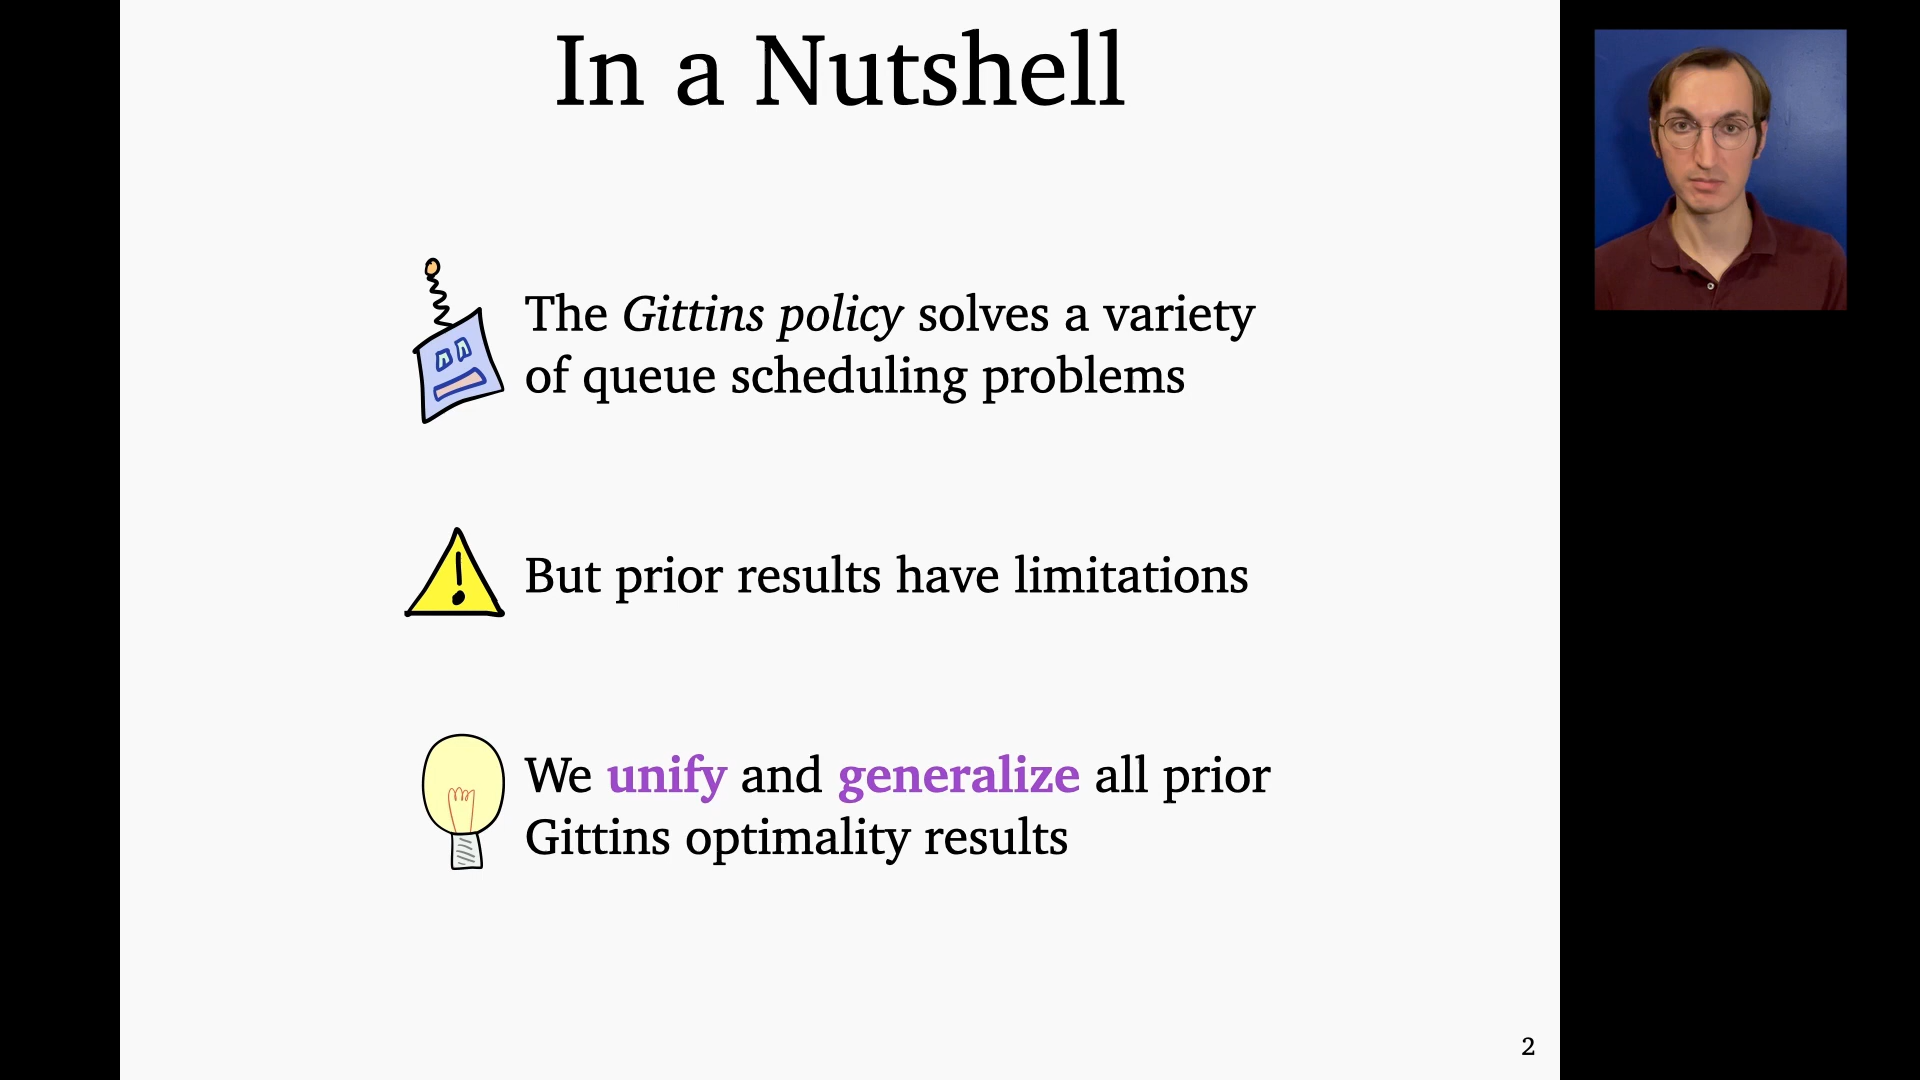 In a Nutshell
The Gittins policy solves a variety
of queue scheduling problems
But prior results have limitations
We unify and generalize all prior
Gittins optimality results
2